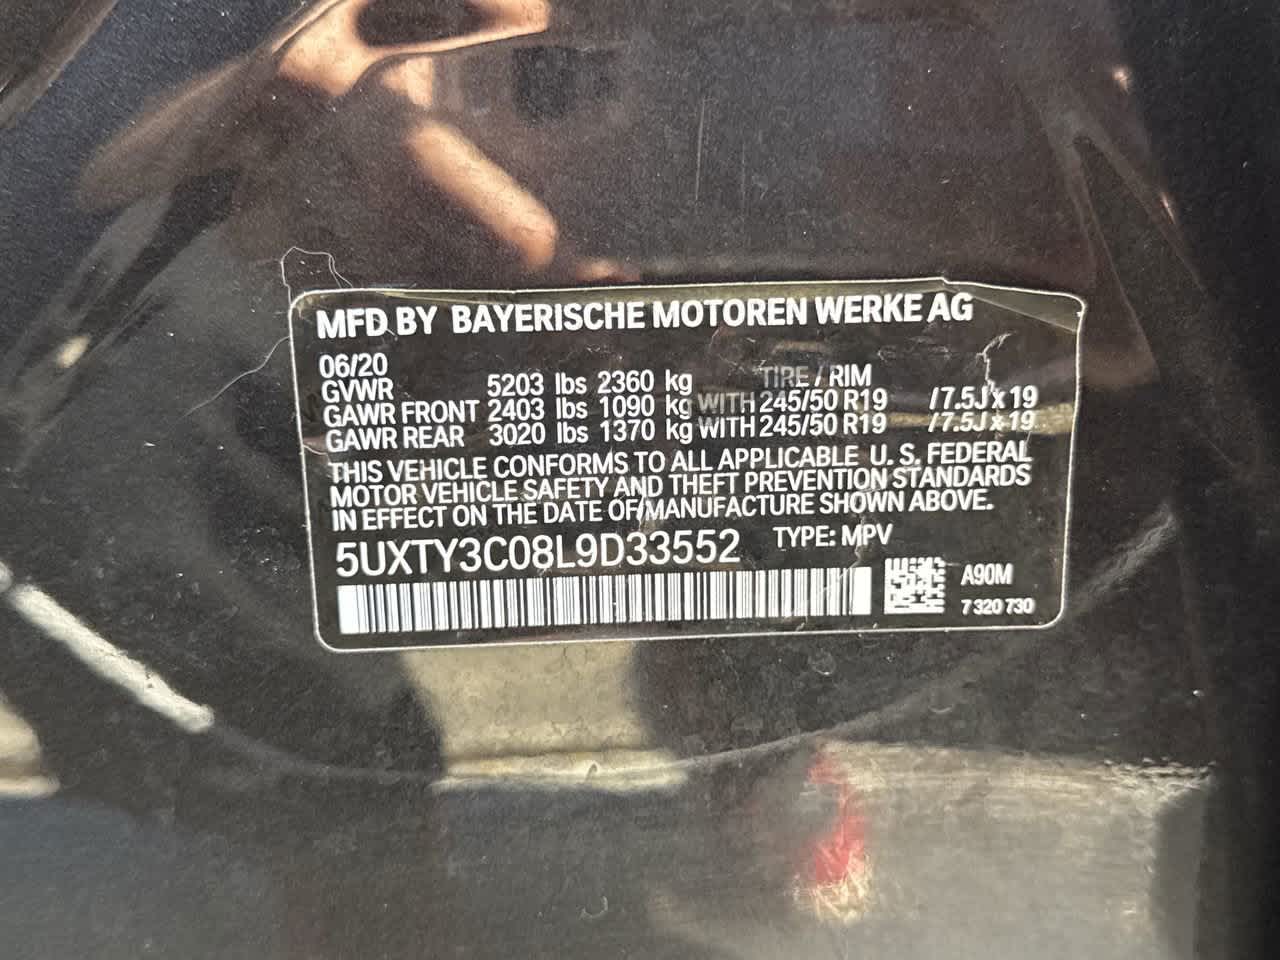 MFD BY BAYERISCHE MOTOREN WERKE AG
06/20 TIRE / RIM
GVWR 5203 lbs 2360 kg
GAWR FRONT 2403 lbs 1090 kg WITH 245/50 R19 /7.5J x 19
GAWR REAR 3020 lbs 1370 kg WITH 245/50 R19 /7.5J x 19
THIS VEHICLE CONFORMS TO ALL APPLICABLE U. S. FEDERAL
MOTOR VEHICLE SAFETY AND THEFT PREVENTION STANDARDS
IN EFFECT ON THE DATE OF MANUFACTURE SHOWN ABOVE.
5UXTY3C08L9D33552 TYPE: MPV
A90M
7 320 730